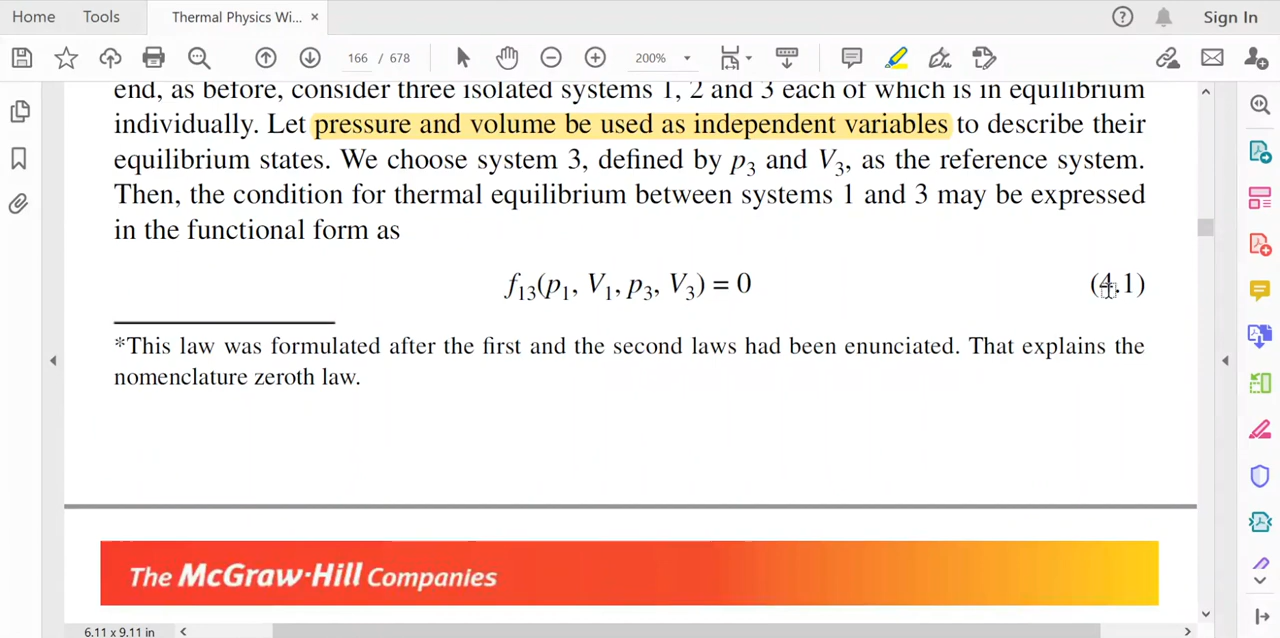 Home Tools Thermal Physics Wi... × Sign In
166 / 678 200%
end, as before, consider three isolated systems 1, 2 and 3 each of which is in equilibrium
individually. Let pressure and volume be used as independent variables to describe their
equilibrium states. We choose system 3, defined by p₃ and V₃, as the reference system.
Then, the condition for thermal equilibrium between systems 1 and 3 may be expressed
in the functional form as
f₁₃(p₁, V₁, p₃, V₃) = 0 (4.1)
*This law was formulated after the first and the second laws had been enunciated. That explains the
nomenclature zeroth law.
The McGraw·Hill Companies
6.11 x 9.11 in